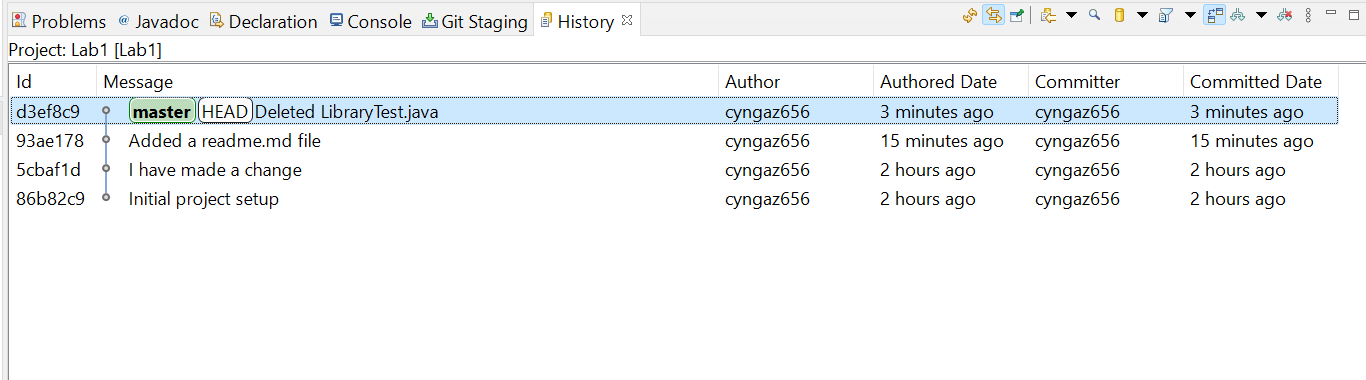 Problems @ Javadoc Declaration Console Git Staging History
Project: Lab1 [Lab1]
Id Message Author Authored Date Committer Committed Date
d3ef8c9 master HEAD Deleted LibraryTest.java cyngaz656 3 minutes ago cyngaz656 3 minutes ago
93ae178 Added a readme.md file cyngaz656 15 minutes ago cyngaz656 15 minutes ago
5cbaf1d I have made a change cyngaz656 2 hours ago cyngaz656 2 hours ago
86b82c9 Initial project setup cyngaz656 2 hours ago cyngaz656 2 hours ago